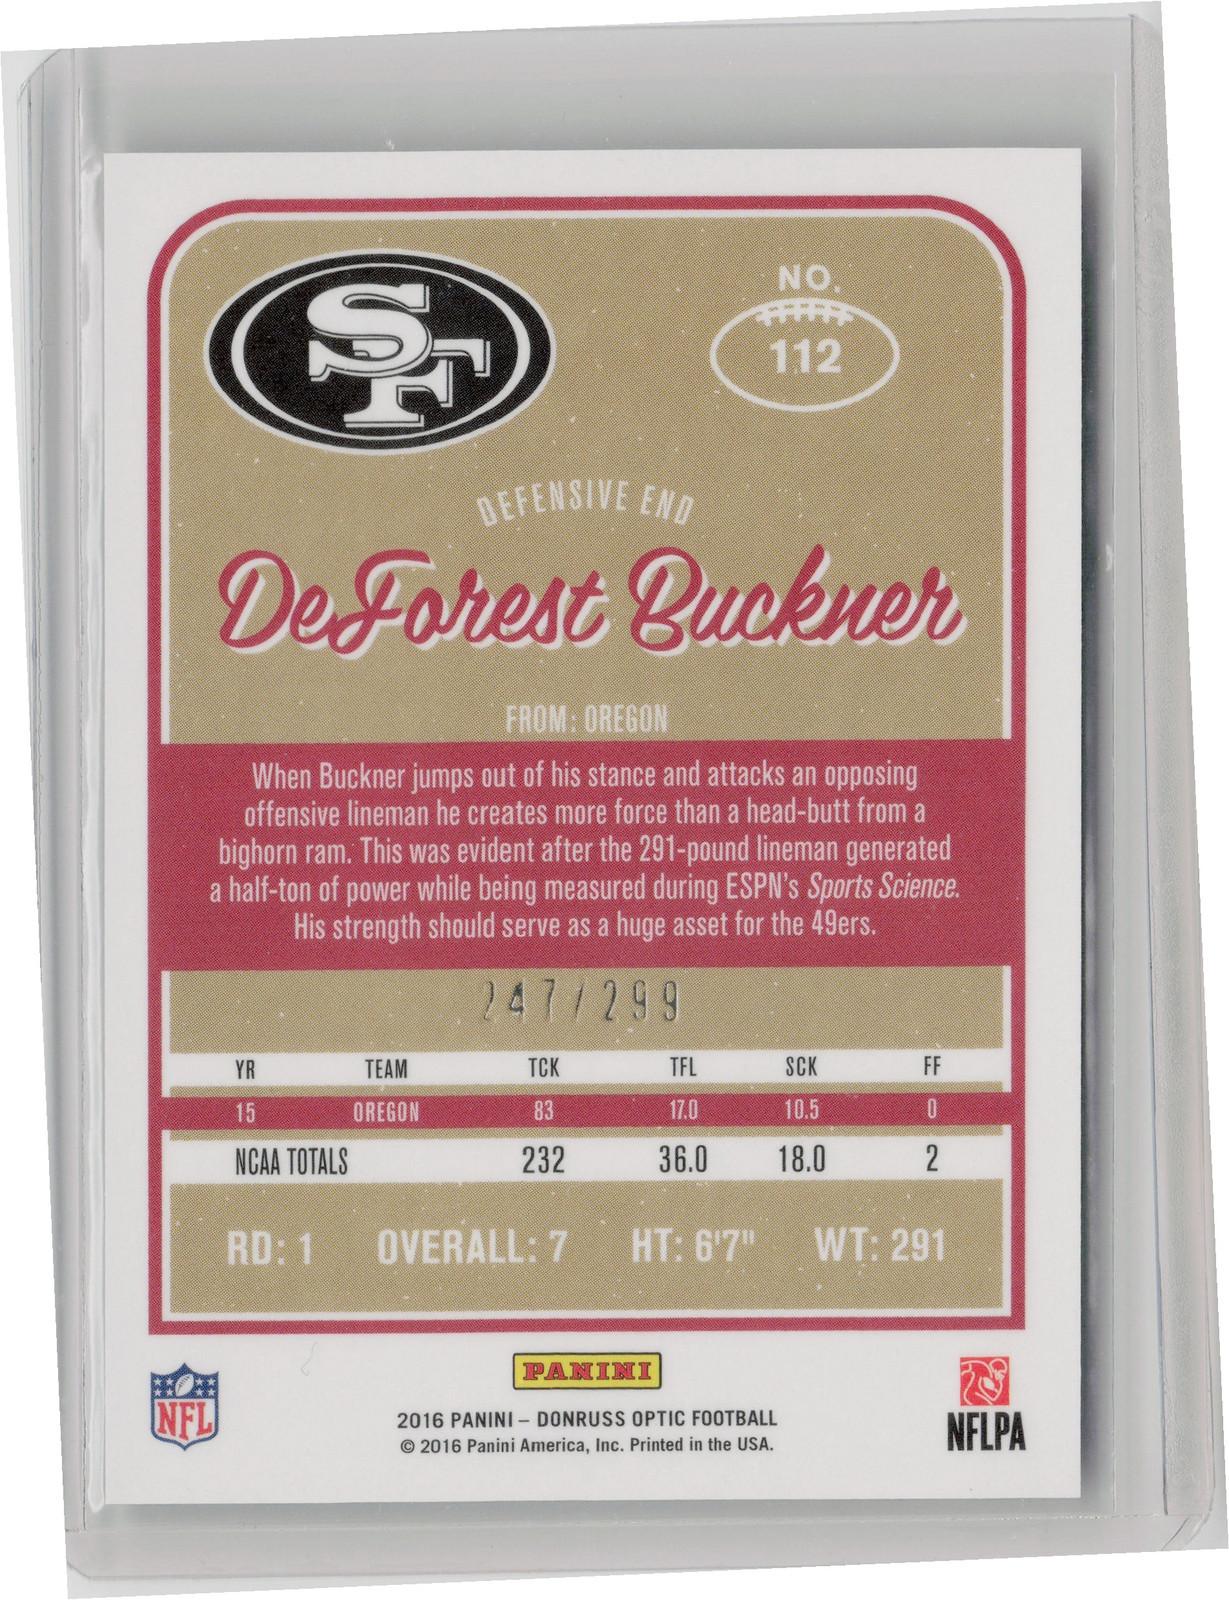 SF
NO.
112
DEFENSIVE END
DeForest Buckner
FROM: OREGON
When Buckner jumps out of his stance and attacks an opposing
offensive lineman he creates more force than a head-butt from a
bighorn ram. This was evident after the 291-pound lineman generated
a half-ton of power while being measured during ESPN's Sports Science.
His strength should serve as a huge asset for the 49ers.
247/299
YR TEAM TCK TFL SCK FF
15 OREGON 83 17.0 10.5 0
NCAA TOTALS 232 36.0 18.0 2
RD: 1 OVERALL: 7 HT: 6'7" WT: 291
PANINI
NFL
2016 PANINI – DONRUSS OPTIC FOOTBALL
© 2016 Panini America, Inc. Printed in the USA.
NFLPA